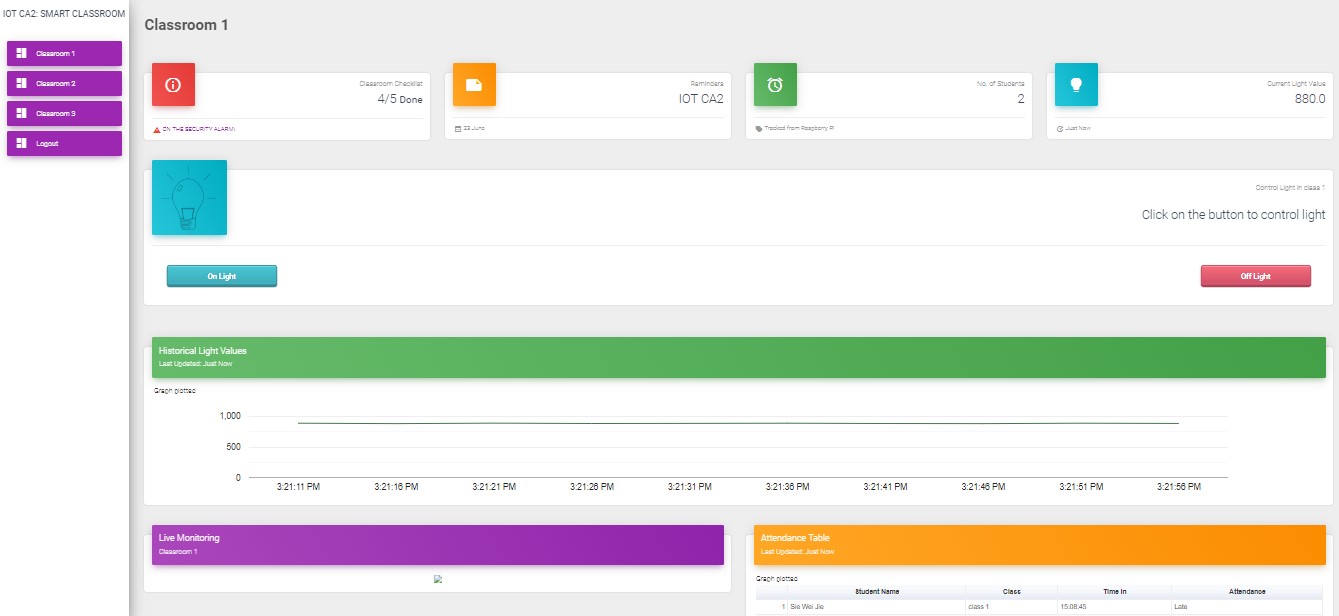 IOT CA2: SMART CLASSROOM
Classroom 1
Classroom 2
Classroom 3
Logout
Classroom 1
Classroom Checklist
4/5 Done
ON THE SECURITY ALARM!
Reminders
IOT CA2
23 June
No. of Students
2
Tracked from Raspberry Pi
Current Light Value
880.0
Just Now
Control Light in class 1
Click on the button to control light
On Light
Off Light
Historical Light Values
Last Updated: Just Now
Graph plotted
1,000
500
0
3:21:11 PM 3:21:16 PM 3:21:21 PM 3:21:26 PM 3:21:31 PM 3:21:36 PM 3:21:41 PM 3:21:46 PM 3:21:51 PM 3:21:56 PM
Live Monitoring
Classroom 1
Attendance Table
Last Updated: Just Now
Graph plotted
Student Name Class Time In Attendance
1 Sie Wei Jie class 1 15:08:45 Late